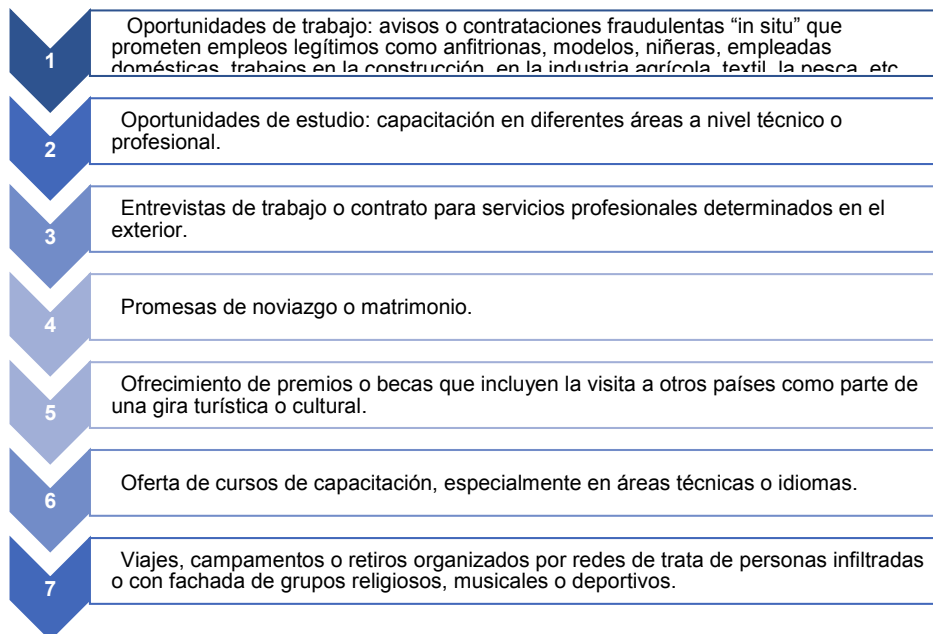 1
Oportunidades de trabajo: avisos o contrataciones fraudulentas “in situ” que
prometen empleos legítimos como anfitrionas, modelos, niñeras, empleadas
domésticas, trabajos en la construcción, en la industria agrícola, textil, la pesca, etc.
2
Oportunidades de estudio: capacitación en diferentes áreas a nivel técnico o
profesional.
3
Entrevistas de trabajo o contrato para servicios profesionales determinados en el
exterior.
4
Promesas de noviazgo o matrimonio.
5
Ofrecimiento de premios o becas que incluyen la visita a otros países como parte de
una gira turística o cultural.
6
Oferta de cursos de capacitación, especialmente en áreas técnicas o idiomas.
7
Viajes, campamentos o retiros organizados por redes de trata de personas infiltradas
o con fachada de grupos religiosos, musicales o deportivos.